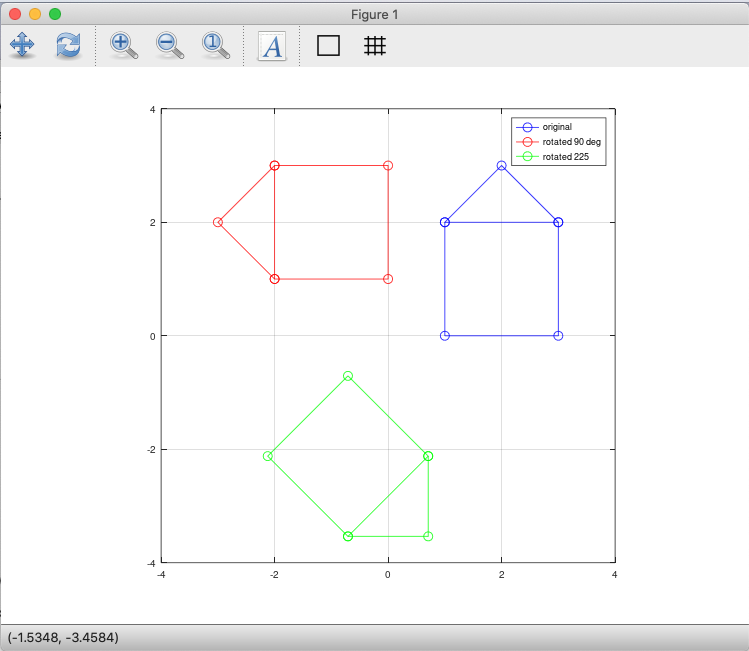 Figure 1
+
−
1
A
4
2
0
-2
-4
-4
-2
0
2
4
original
rotated 90 deg
rotated 225
(-1.5348, -3.4584)